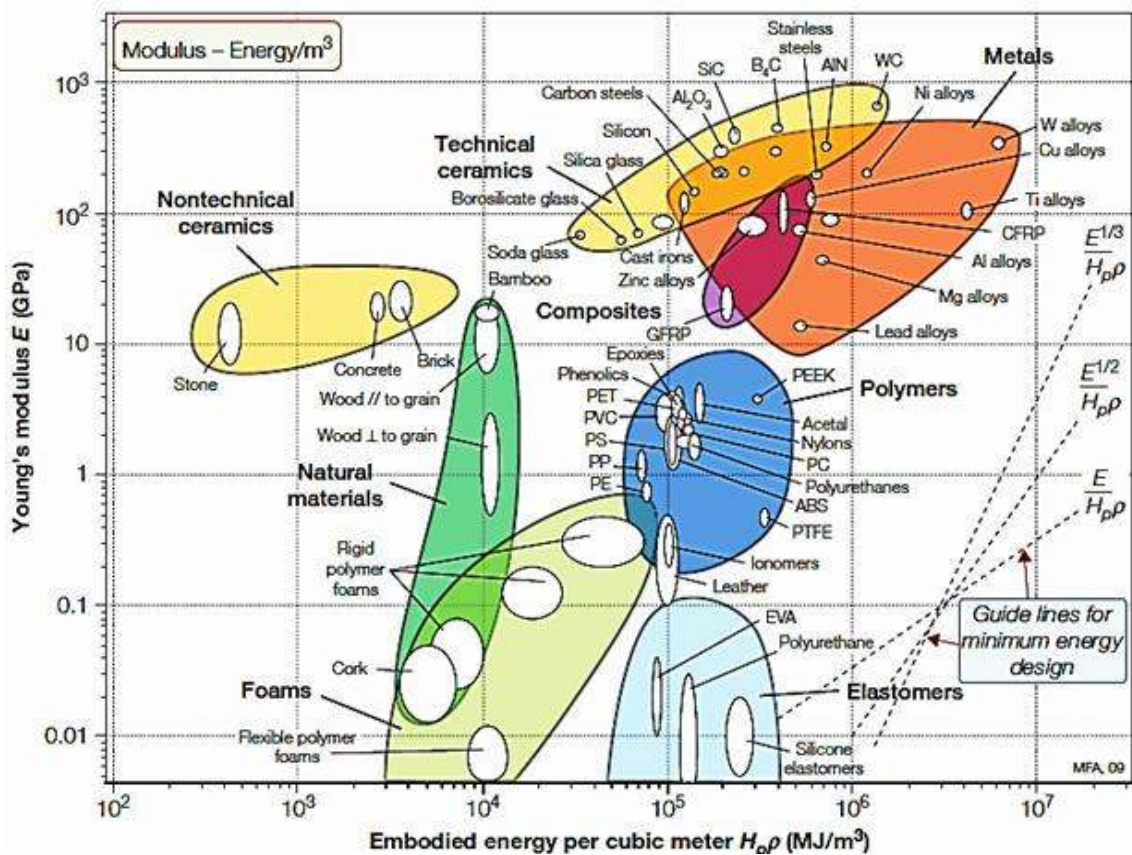 Modulus – Energy/m³
10³
10²
10
1
0.1
0.01
Young's modulus E (GPa)
10²
10³
10⁴
10⁵
10⁶
10⁷
Embodied energy per cubic meter Hₚρ (MJ/m³)
Stainless
steels
B₄C
AlN
WC
Metals
SiC
Carbon steels
Al₂O₃
Ni alloys
Silicon
W alloys
Technical
ceramics
Silica glass
Cu alloys
Nontechnical
ceramics
Borosilicate glass
Ti alloys
Soda glass
Cast irons
CFRP
Zinc alloys
Al alloys
Bamboo
Mg alloys
Composites
GFRP
Lead alloys
Stone
Concrete
Brick
Wood // to grain
Epoxies
Phenolics
PEEK
Polymers
PET
PVC
Acetal
Wood ⊥ to grain
PS
Nylons
PC
PP
Polyurethanes
Natural
materials
PE
ABS
PTFE
Rigid
polymer
foams
Ionomers
Leather
EVA
Polyurethane
Cork
Foams
Elastomers
Flexible polymer
foams
Silicone
elastomers
E^1/3
Hₚρ
E^1/2
Hₚρ
E
Hₚρ
Guide lines for
minimum energy
design
MFA, 09